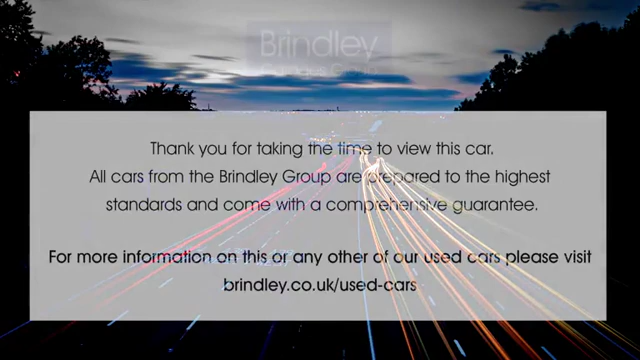 Brindley
Thank you for taking the time to view this car.
All cars from the Brindley Group are prepared to the highest
standards and come with a comprehensive guarantee.
For more information on this or any other of our used cars please visit
brindley.co.uk/used-cars